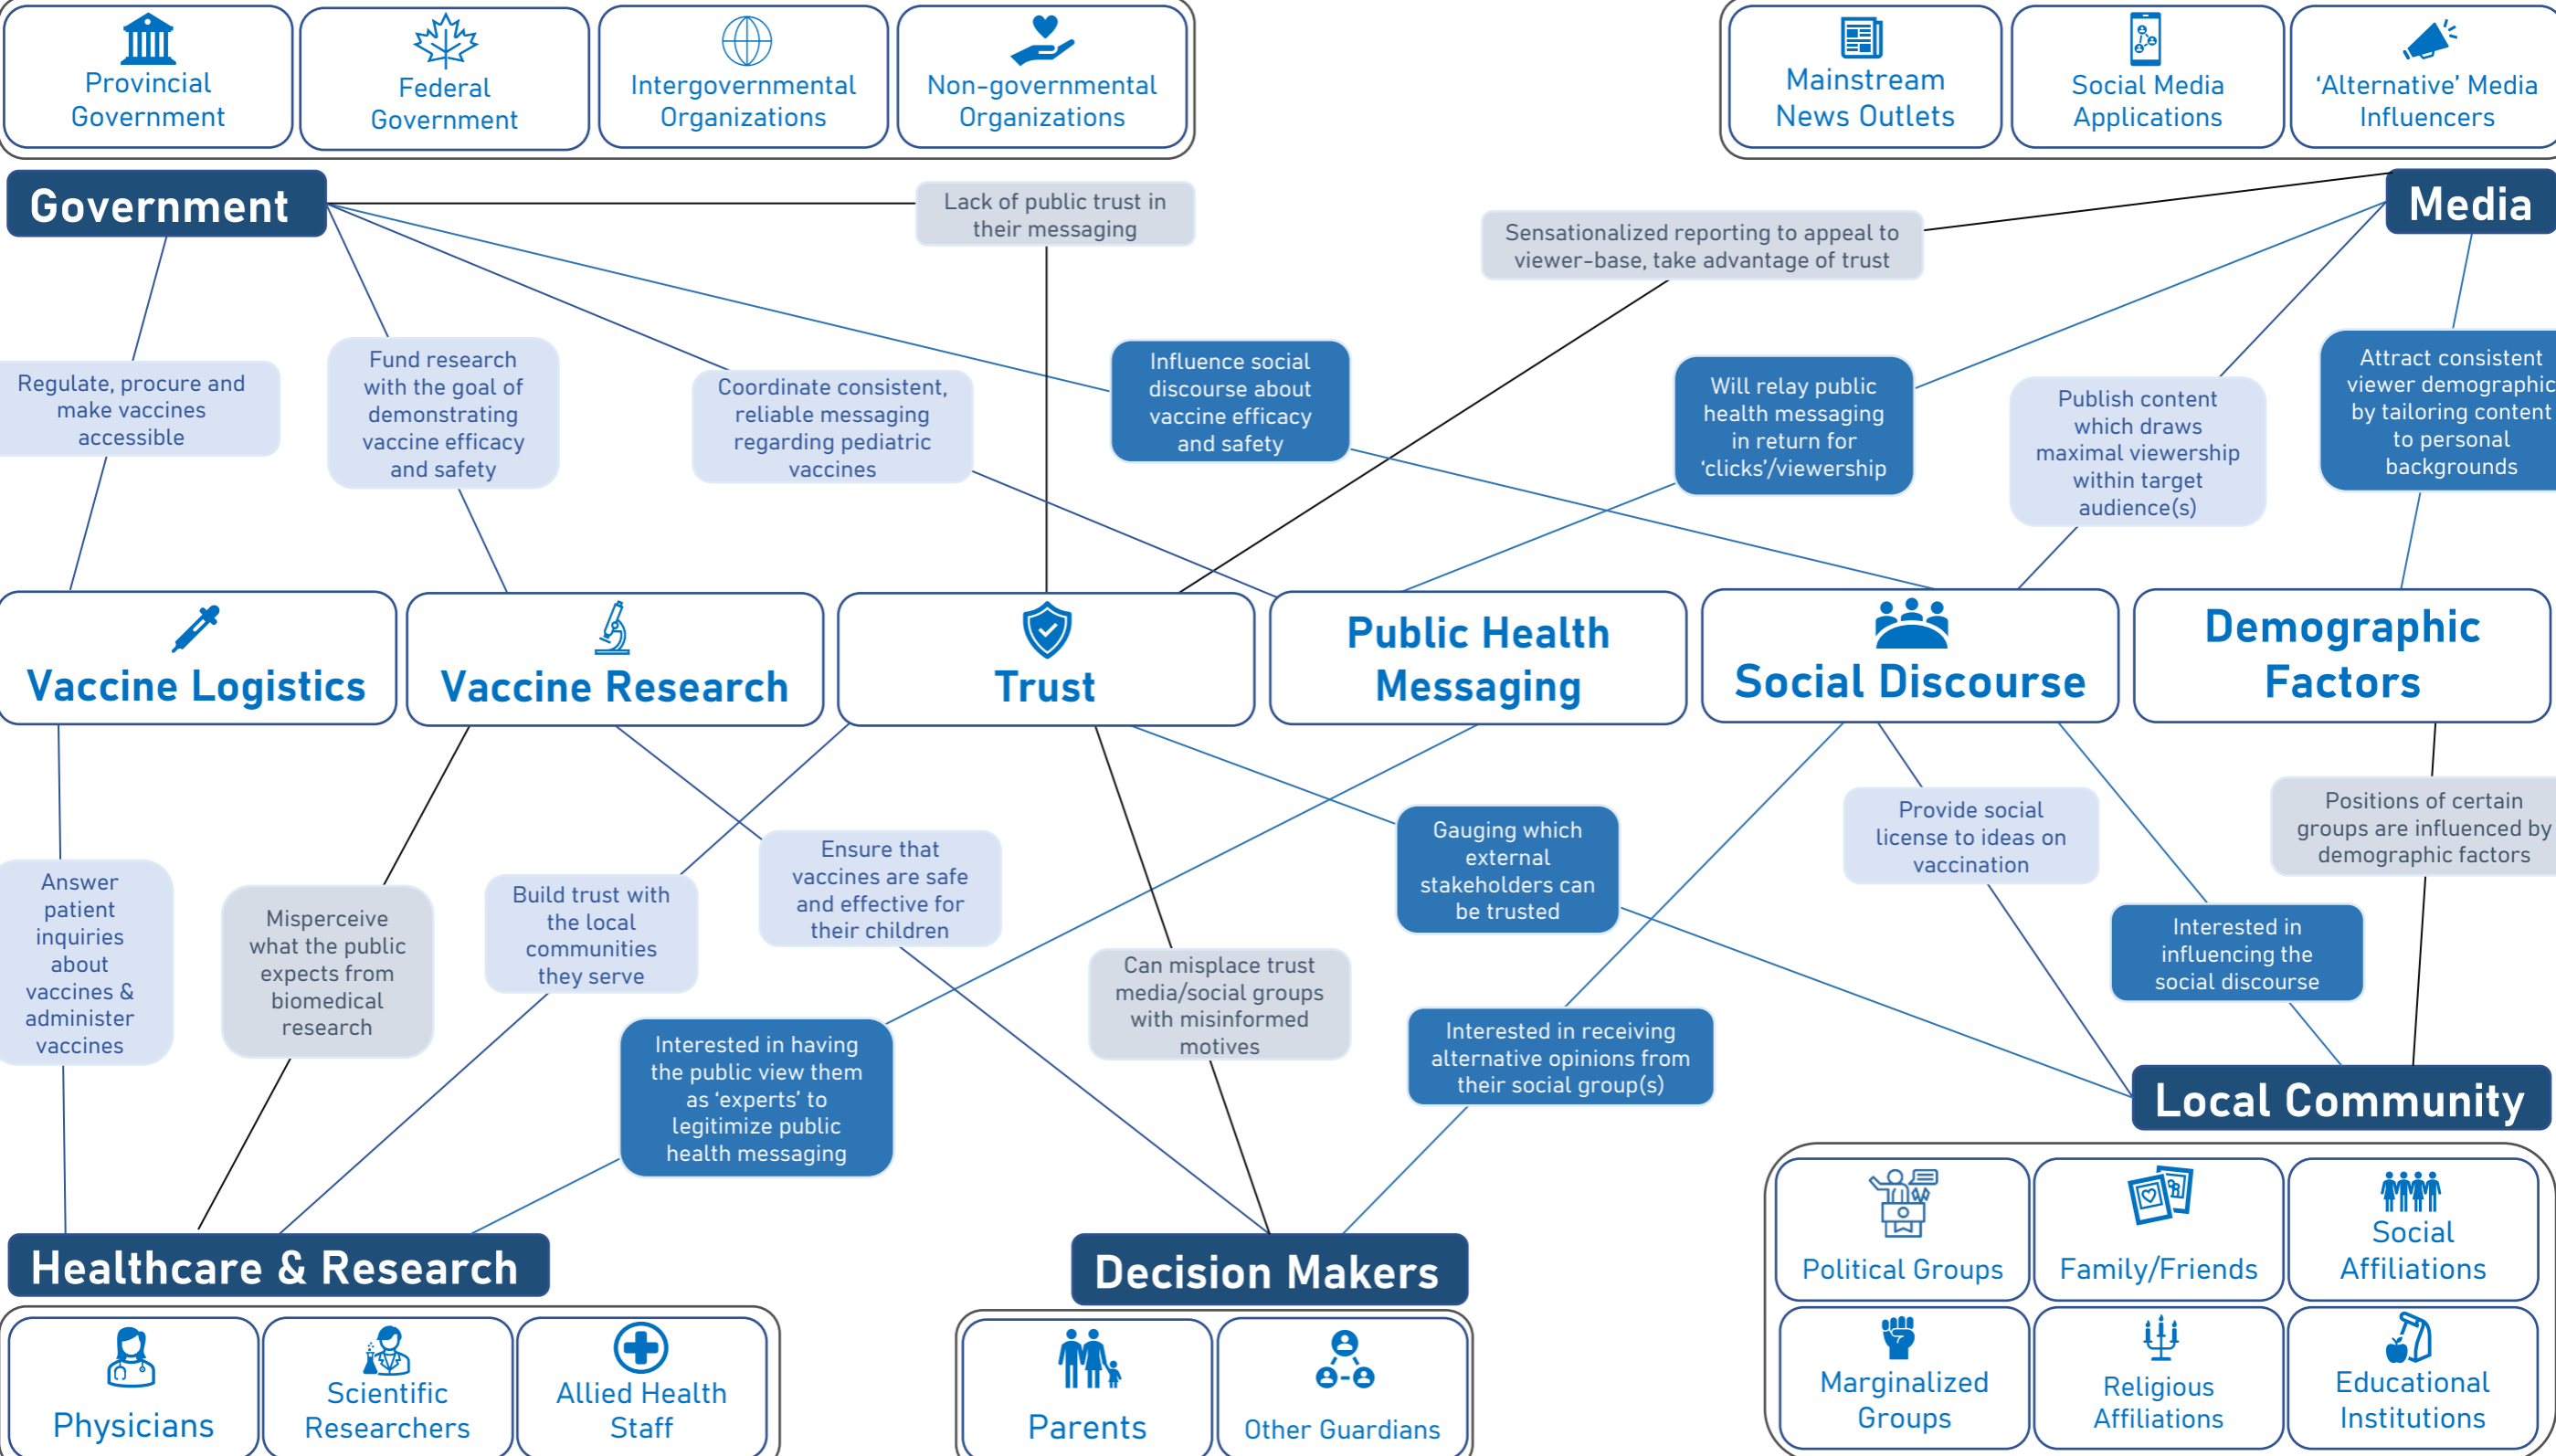 Provincial
Government
Federal
Government
Intergovernmental
Organizations
Non-governmental
Organizations
Mainstream
News Outlets
Social Media
Applications
‘Alternative’ Media
Influencers
Government
Lack of public trust in
their messaging
Sensationalized reporting to appeal to
viewer-base, take advantage of trust
Media
Regulate, procure and
make vaccines
accessible
Fund research
with the goal of
demonstrating
vaccine efficacy
and safety
Coordinate consistent,
reliable messaging
regarding pediatric
vaccines
Influence social
discourse about
vaccine efficacy
and safety
Will relay public
health messaging
in return for
‘clicks’/viewership
Publish content
which draws
maximal viewership
within target
audience(s)
Attract consistent
viewer demographic
by tailoring content
to personal
backgrounds
Vaccine Logistics
Vaccine Research
Trust
Public Health
Messaging
Social Discourse
Demographic
Factors
Answer
patient
inquiries
about
vaccines &
administer
vaccines
Misperceive
what the public
expects from
biomedical
research
Build trust with
the local
communities
they serve
Ensure that
vaccines are safe
and effective for
their children
Interested in having
the public view them
as ‘experts’ to
legitimize public
health messaging
Can misplace trust
media/social groups
with misinformed
motives
Gauging which
external
stakeholders can
be trusted
Interested in receiving
alternative opinions from
their social group(s)
Provide social
license to ideas on
vaccination
Interested in
influencing the
social discourse
Positions of certain
groups are influenced by
demographic factors
Healthcare & Research
Physicians
Scientific
Researchers
Allied Health
Staff
Decision Makers
Parents
Other Guardians
Local Community
Political Groups
Family/Friends
Social
Affiliations
Marginalized
Groups
Religious
Affiliations
Educational
Institutions